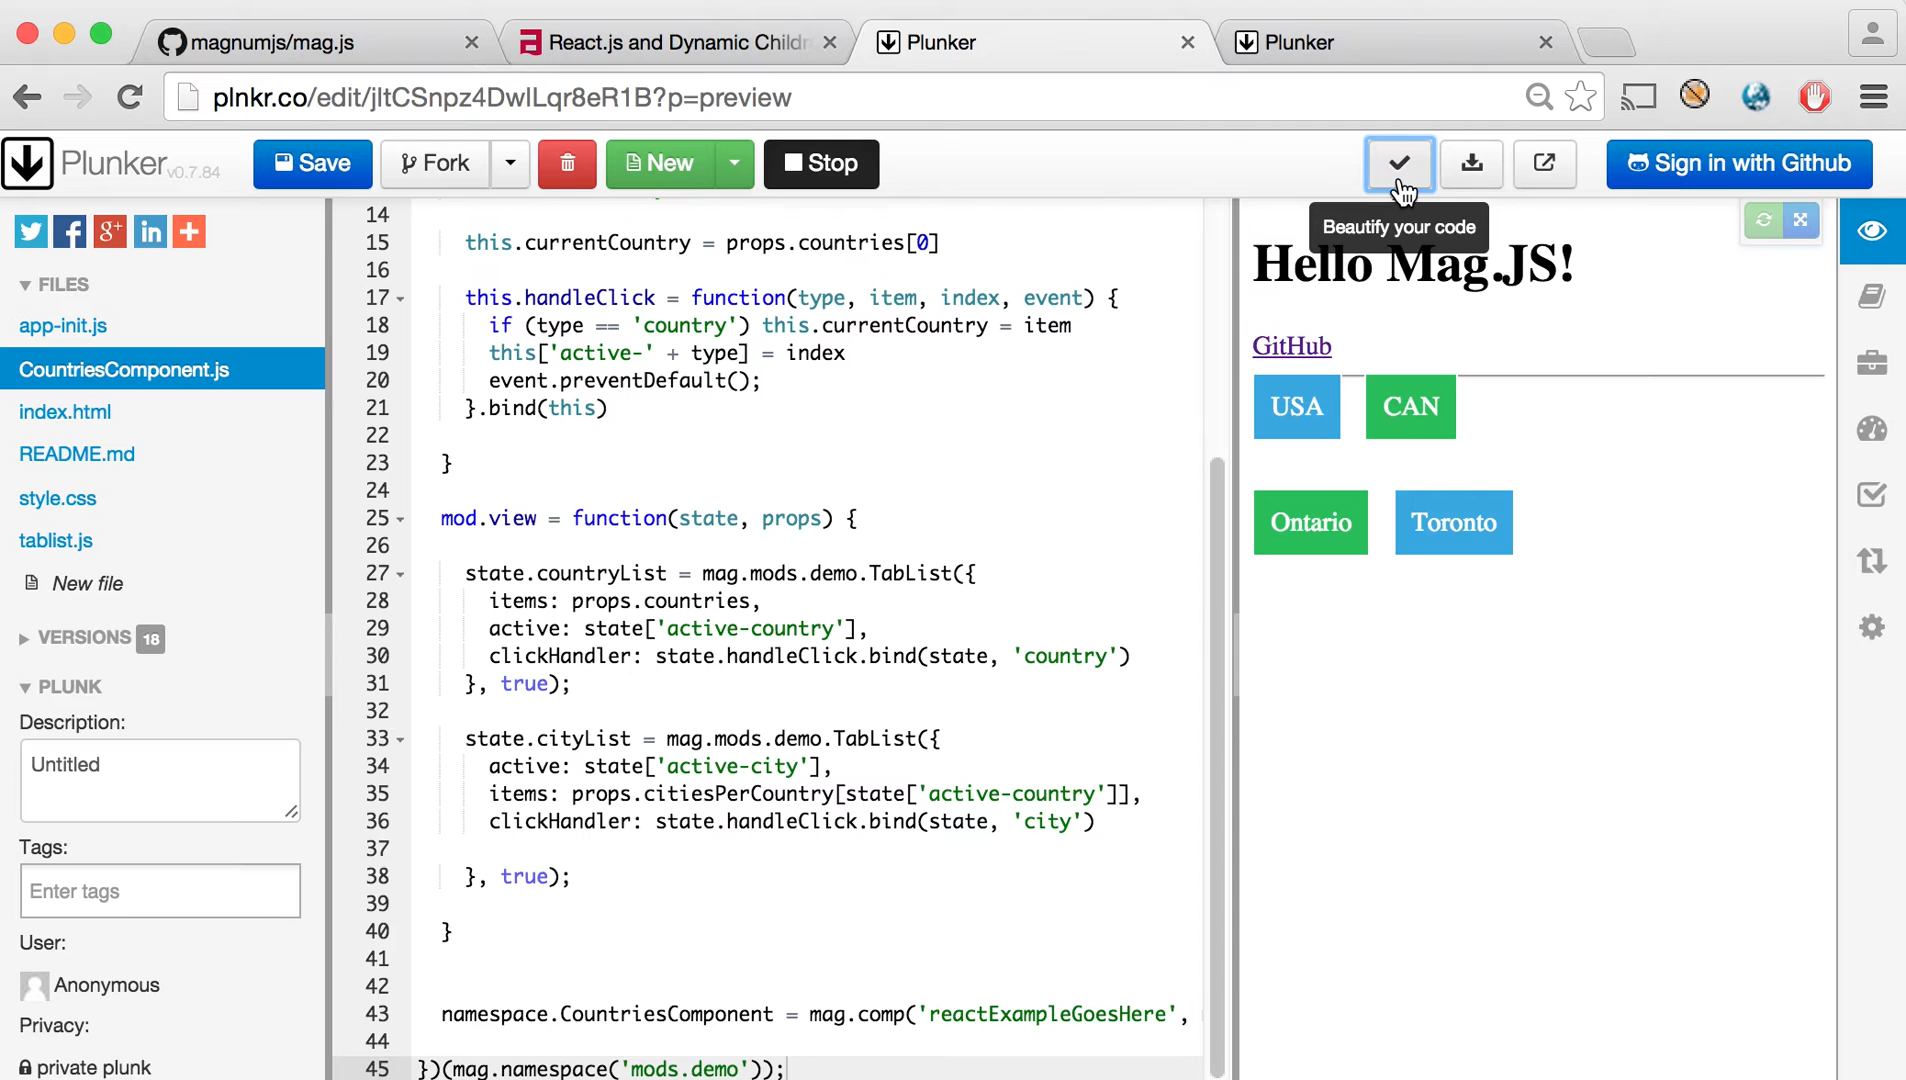 magnumjs/mag.js
React.js and Dynamic Childr
Plunker
Plunker
plnkr.co/edit/jItCSnpz4DwlLqr8eR1B?p=preview
Plunker v0.7.84
Save
Fork
New
Stop
Sign in with Github
Beautify your code
FILES
app-init.js
CountriesComponent.js
index.html
README.md
style.css
tablist.js
New file
VERSIONS 18
PLUNK
Description:
Untitled
Tags:
Enter tags
User:
Anonymous
Privacy:
private plunk
14
15 this.currentCountry = props.countries[0]
16
17 this.handleClick = function(type, item, index, event) {
18 if (type == 'country') this.currentCountry = item
19 this['active-' + type] = index
20 event.preventDefault();
21 }.bind(this)
22
23 }
24
25 mod.view = function(state, props) {
26
27 state.countryList = mag.mods.demo.TabList({
28 items: props.countries,
29 active: state['active-country'],
30 clickHandler: state.handleClick.bind(state, 'country')
31 }, true);
32
33 state.cityList = mag.mods.demo.TabList({
34 active: state['active-city'],
35 items: props.citiesPerCountry[state['active-country']],
36 clickHandler: state.handleClick.bind(state, 'city')
37
38 }, true);
39
40 }
41
42
43 namespace.CountriesComponent = mag.comp('reactExampleGoesHere',
44
45 })(mag.namespace('mods.demo'));
Hello Mag.JS!
GitHub
USA CAN
Ontario Toronto